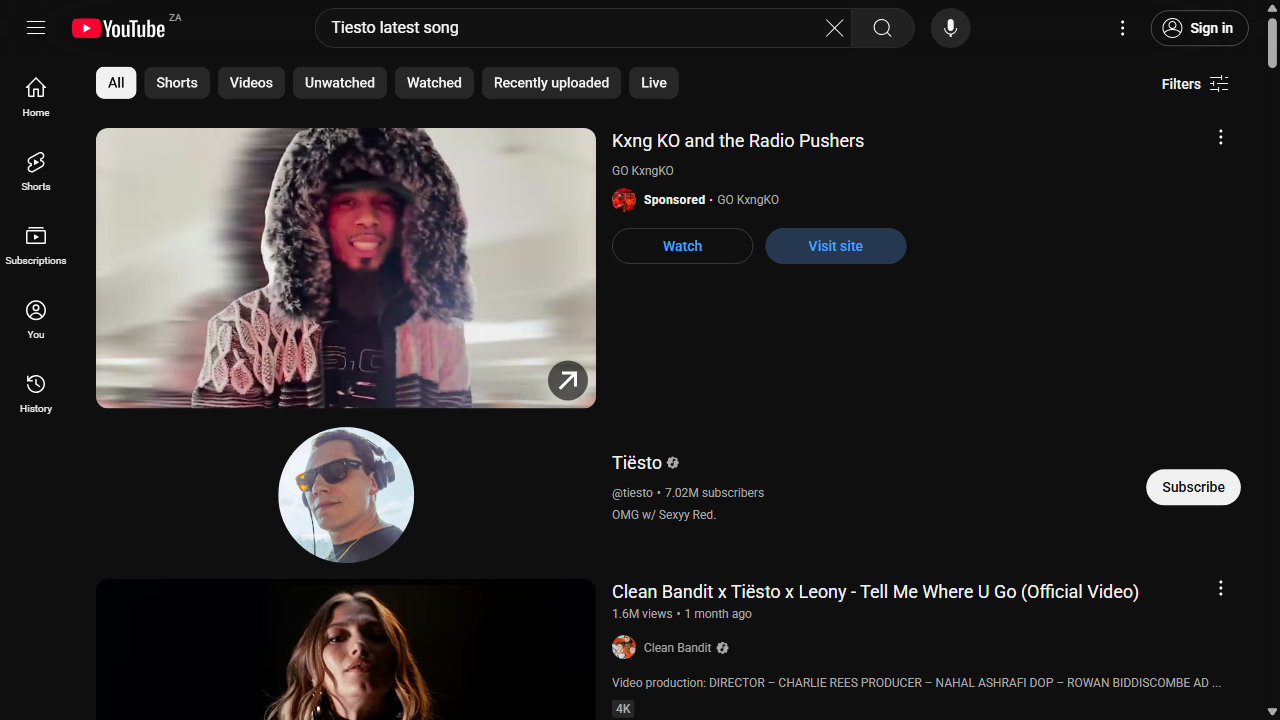 YouTube ZA
Tiesto latest song
Sign in
All
Shorts
Videos
Unwatched
Watched
Recently uploaded
Live
Filters
Home
Shorts
Subscriptions
You
History
Kxng KO and the Radio Pushers
GO KxngKO
Sponsored · GO KxngKO
Watch
Visit site
Tiësto
@tiesto • 7.02M subscribers
OMG w/ Sexyy Red.
Subscribe
Clean Bandit x Tiësto x Leony - Tell Me Where U Go (Official Video)
1.6M views • 1 month ago
Clean Bandit
Video production: DIRECTOR – CHARLIE REES PRODUCER – NAHAL ASHRAFI DOP – ROWAN BIDDISCOMBE AD ...
4K